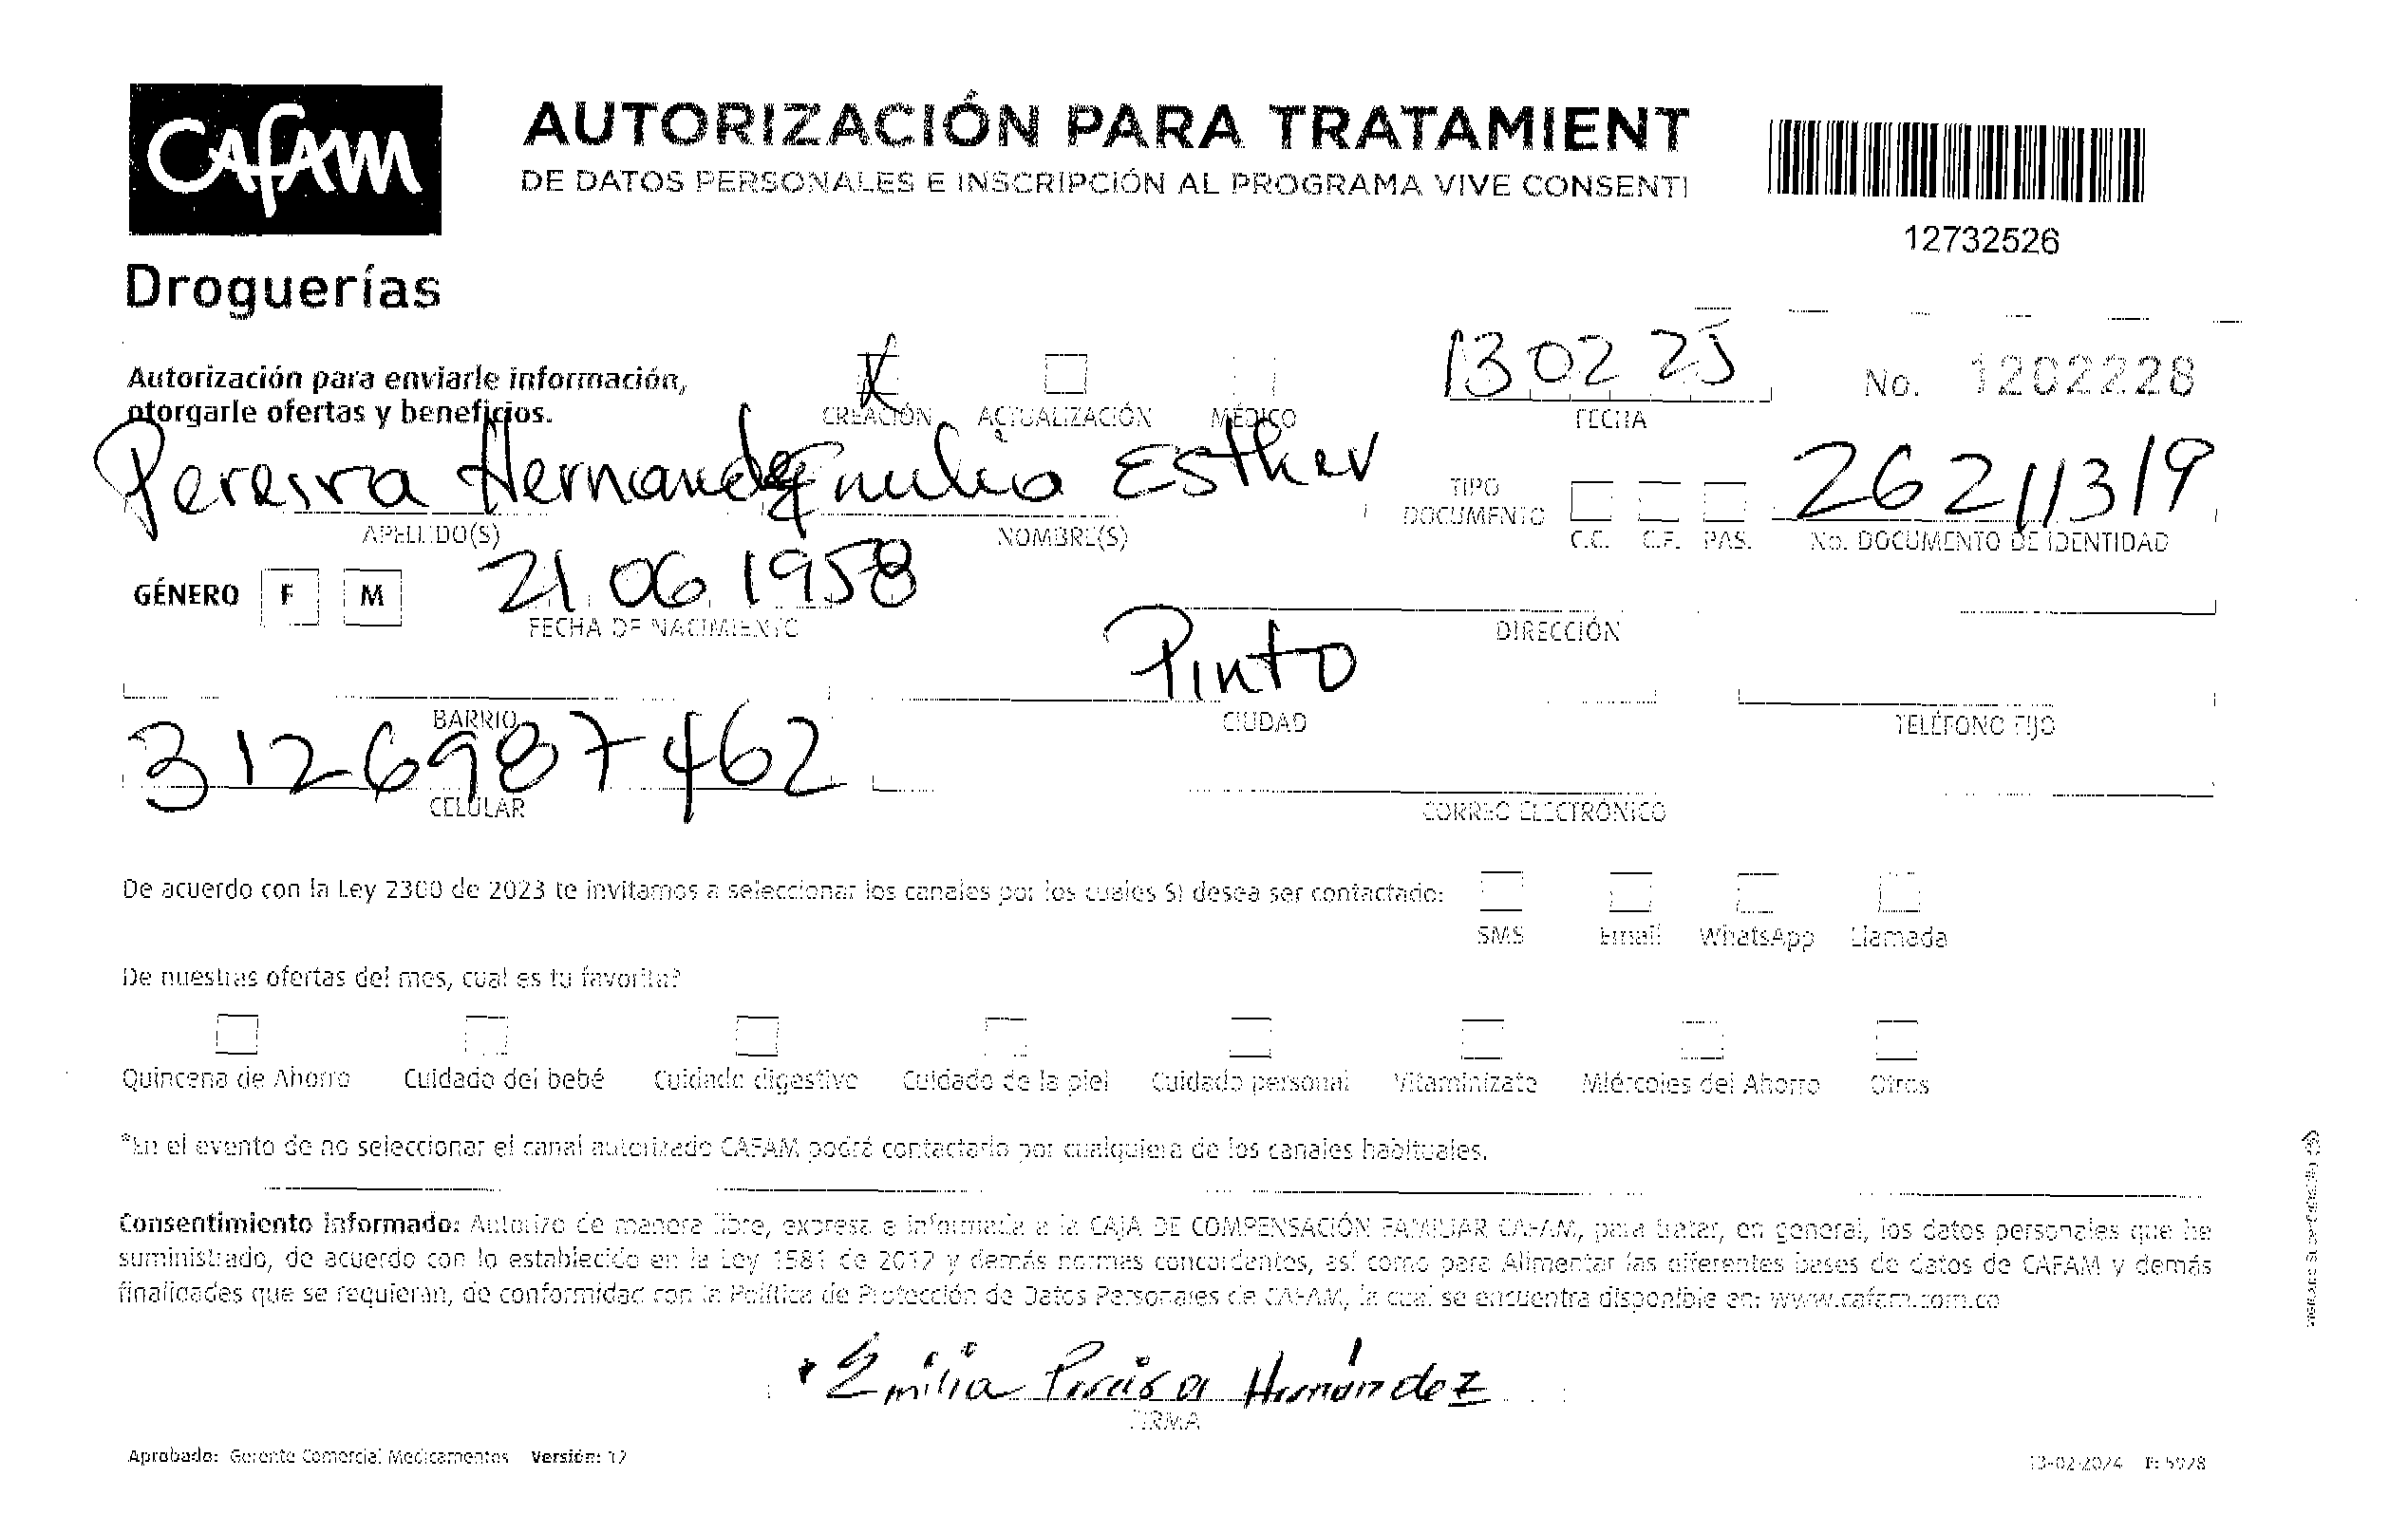 CAFAM
Droguerías
AUTORIZACIÓN PARA TRATAMIENT
DE DATOS PERSONALES E INSCRIPCIÓN AL PROGRAMA VIVE CONSENTI
12732526
Autorización para enviarle información,
otorgarle ofertas y beneficios.
X
CREACIÓN ACTUALIZACIÓN MÉDICO
13 02 25
FECHA
No. 1202228
Pereira Hernandez Emilia Esther
26211319
APELLIDO(S) NOMBRE(S)
TIPO DOCUMENTO C.C. C.E. PAS. No. DOCUMENTO DE IDENTIDAD
GÉNERO F M 21 06 1958
FECHA DE NACIMIENTO DIRECCIÓN
Pinto
BARRIO CIUDAD TELÉFONO FIJO
3126987462
CELULAR CORREO ELECTRÓNICO
De acuerdo con la Ley 2300 de 2023 te invitamos a seleccionar los canales por los cuales SI desea ser contactado:
SMS Email WhatsApp Llamada
De nuestras ofertas del mes, cual es tu favorita?
Quincena de Ahorro Cuidado del bebé Cuidado digestivo Cuidado de la piel Cuidado personal Vitaminízate Miércoles del Ahorro Otros
*En el evento de no seleccionar el canal autorizado CAFAM podrá contactarlo por cualquiera de los canales habituales.
Consentimiento informado: Autorizo de manera libre, expresa e informada a la CAJA DE COMPENSACIÓN FAMILIAR CAFAM, para tratar, en general, los datos personales que he
suministrado, de acuerdo con lo establecido en la Ley 1581 de 2012 y demás normas concordantes, así como para Alimentar las diferentes bases de datos de CAFAM y demás
finalidades que se requieran, de conformidad con la Política de Protección de Datos Personales de CAFAM, la cual se encuentra disponible en: www.cafam.com.co
Emilia Pereira Hernández
FIRMA
Aprobado: Gerente Comercial Medicamentos Versión: 12
13-02-2024 F: 5928